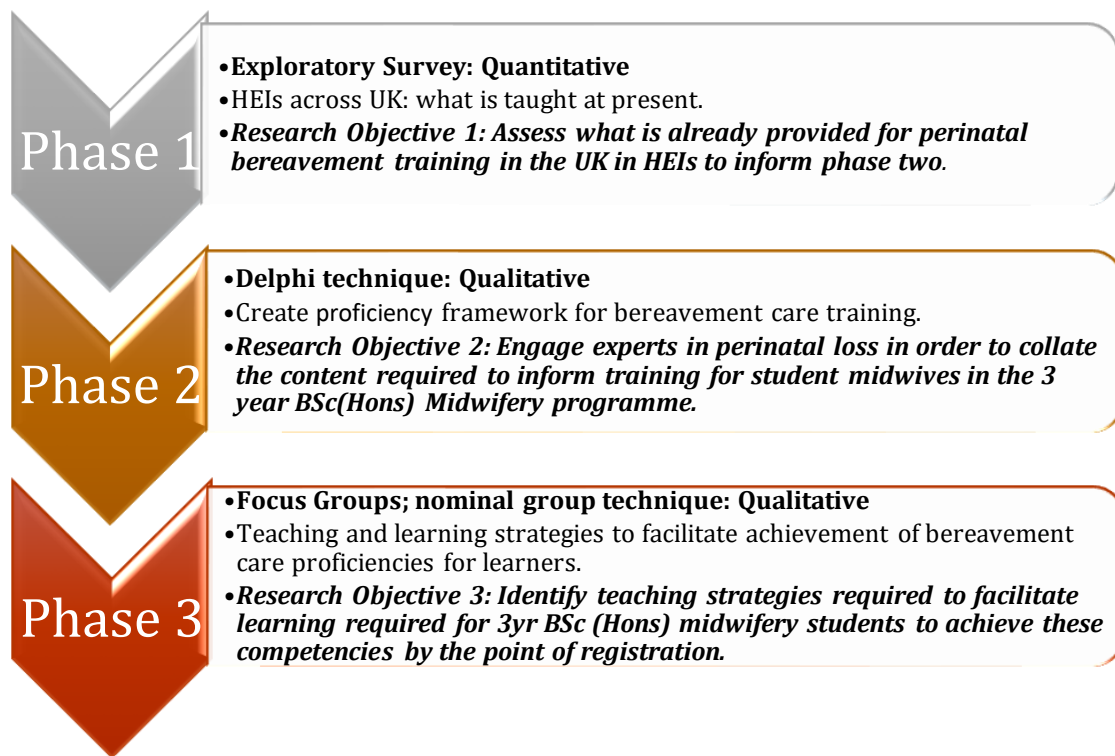 Phase 1
•Exploratory Survey: Quantitative
•HEIs across UK: what is taught at present.
•Research Objective 1: Assess what is already provided for perinatal
bereavement training in the UK in HEIs to inform phase two.
Phase 2
•Delphi technique: Qualitative
•Create proficiency framework for bereavement care training.
•Research Objective 2: Engage experts in perinatal loss in order to collate
the content required to inform training for student midwives in the 3
year BSc(Hons) Midwifery programme.
Phase 3
•Focus Groups; nominal group technique: Qualitative
•Teaching and learning strategies to facilitate achievement of bereavement
care proficiencies for learners.
•Research Objective 3: Identify teaching strategies required to facilitate
learning required for 3yr BSc (Hons) midwifery students to achieve these
competencies by the point of registration.